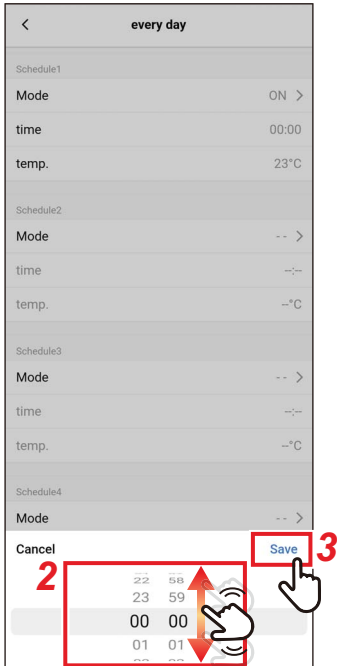 every day
Schedule1
Mode ON >
time 00:00
temp. 23°C
Schedule2
Mode -- >
time --:--
temp. --°C
Schedule3
Mode -- >
time --:--
temp. --°C
Schedule4
Mode -- >
Cancel Save 3
2
22 58
23 59
00 00
01 01